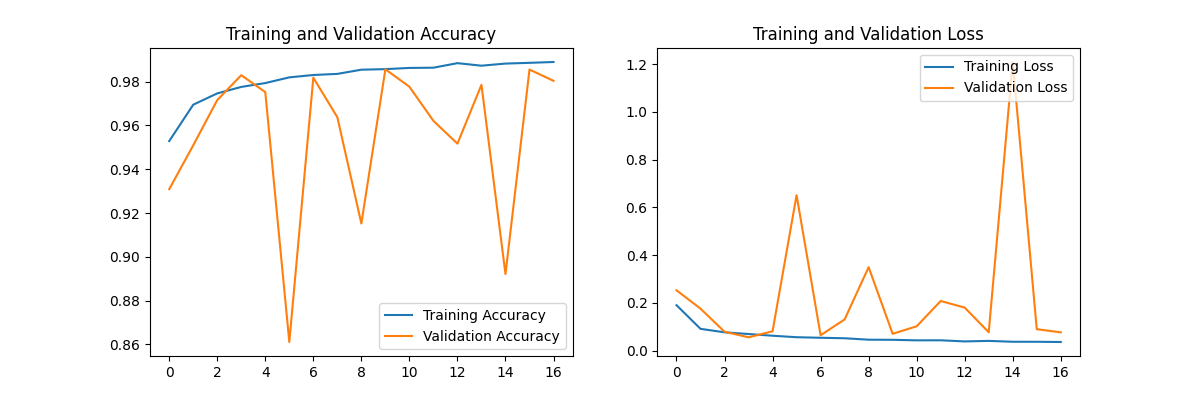 Training and Validation Accuracy
0.98
0.96
0.94
0.92
0.90
0.88
0.86
0 2 4 6 8 10 12 14 16
Training Accuracy
Validation Accuracy
Training and Validation Loss
1.2
1.0
0.8
0.6
0.4
0.2
0.0
0 2 4 6 8 10 12 14 16
Training Loss
Validation Loss